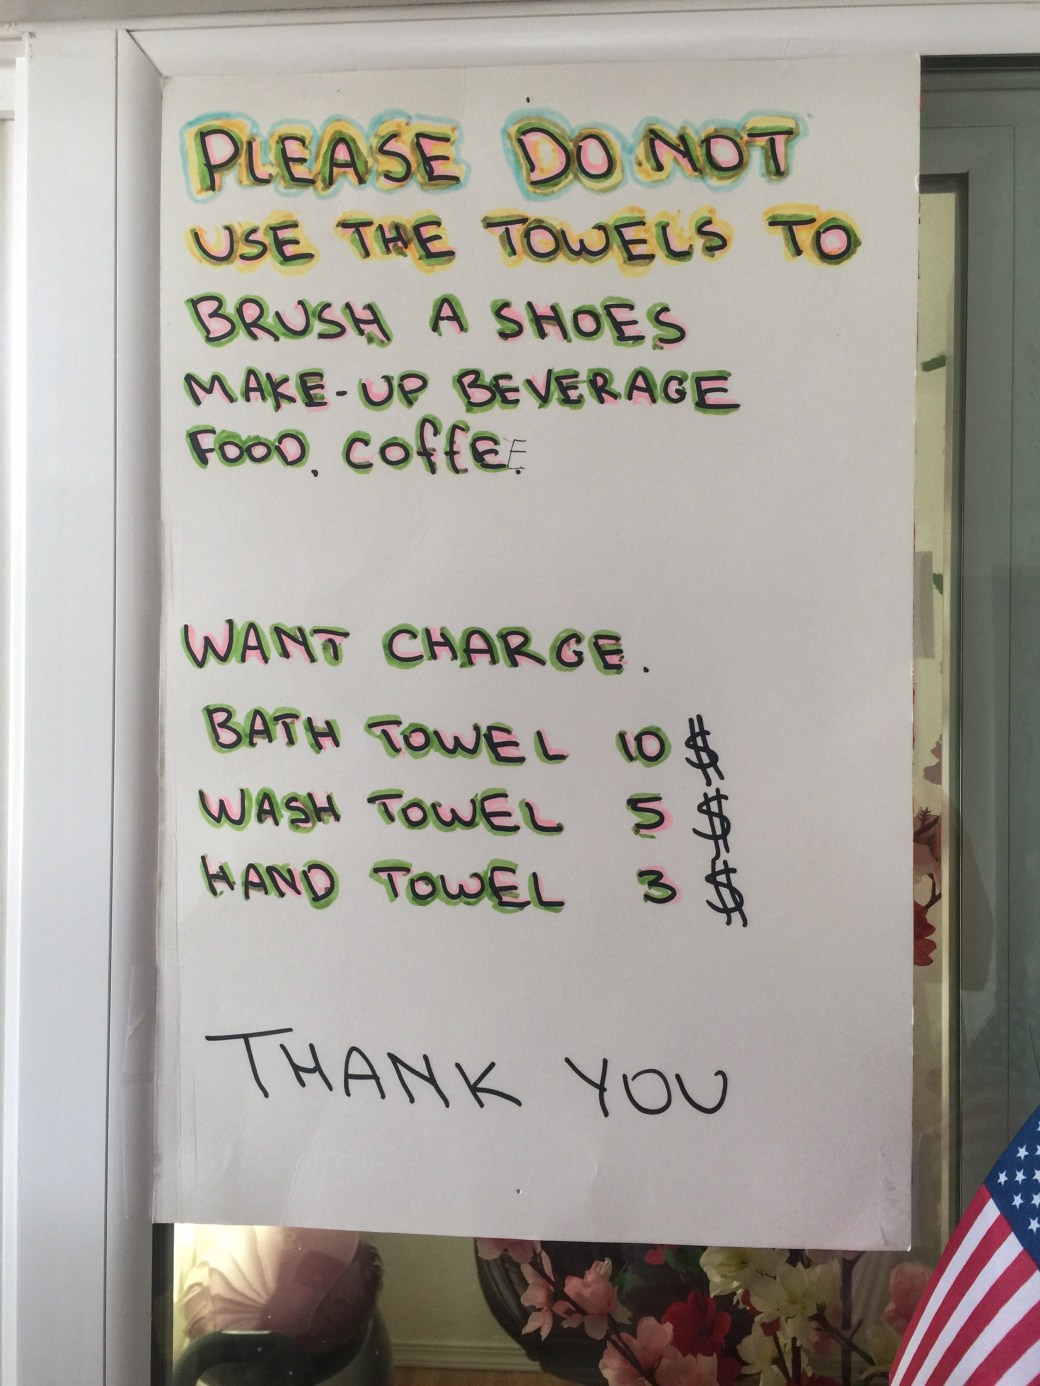 PLEASE DO NOT
USE THE TOWELS TO
BRUSH A SHOES
MAKE-UP BEVERAGE
FOOD. COffEE.
WANT CHARGE.
BATH TOWEL 10 $
WASH TOWEL 5 $
HAND TOWEL 3 $
THANK YOU